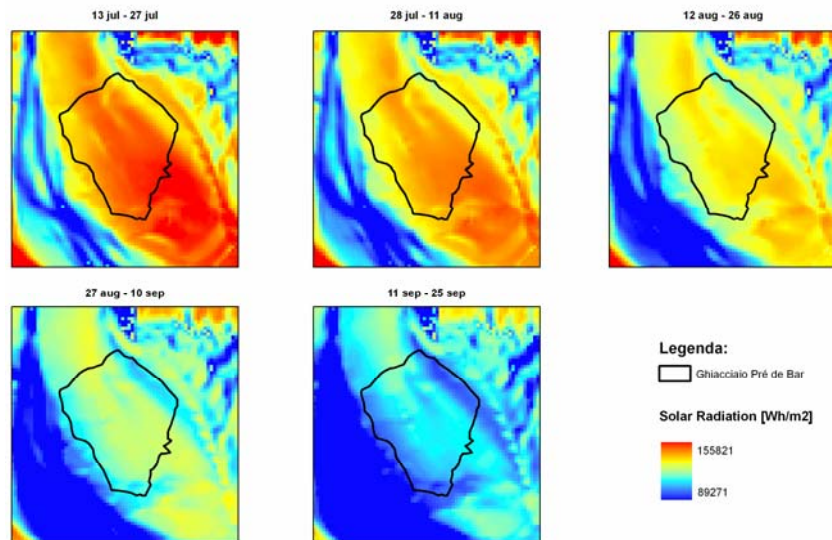 13 jul - 27 jul
28 jul - 11 aug
12 aug - 26 aug
27 aug - 10 sep
11 sep - 25 sep
Legenda:
Ghiacciaio Pré de Bar
Solar Radiation [Wh/m2]
155821
89271